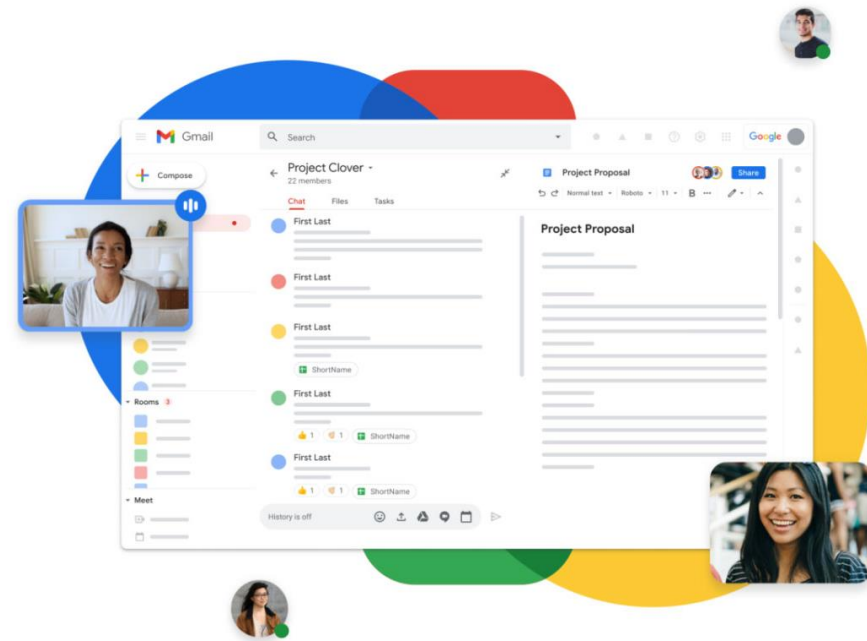 Gmail
Search
Google
Compose
Project Clover
22 members
Chat Files Tasks
Project Proposal
Share
Normal text Roboto 11 B
First Last
First Last
First Last
ShortName
First Last
1 1 ShortName
First Last
1 1 ShortName
History is off
Project Proposal
Rooms 3
Meet